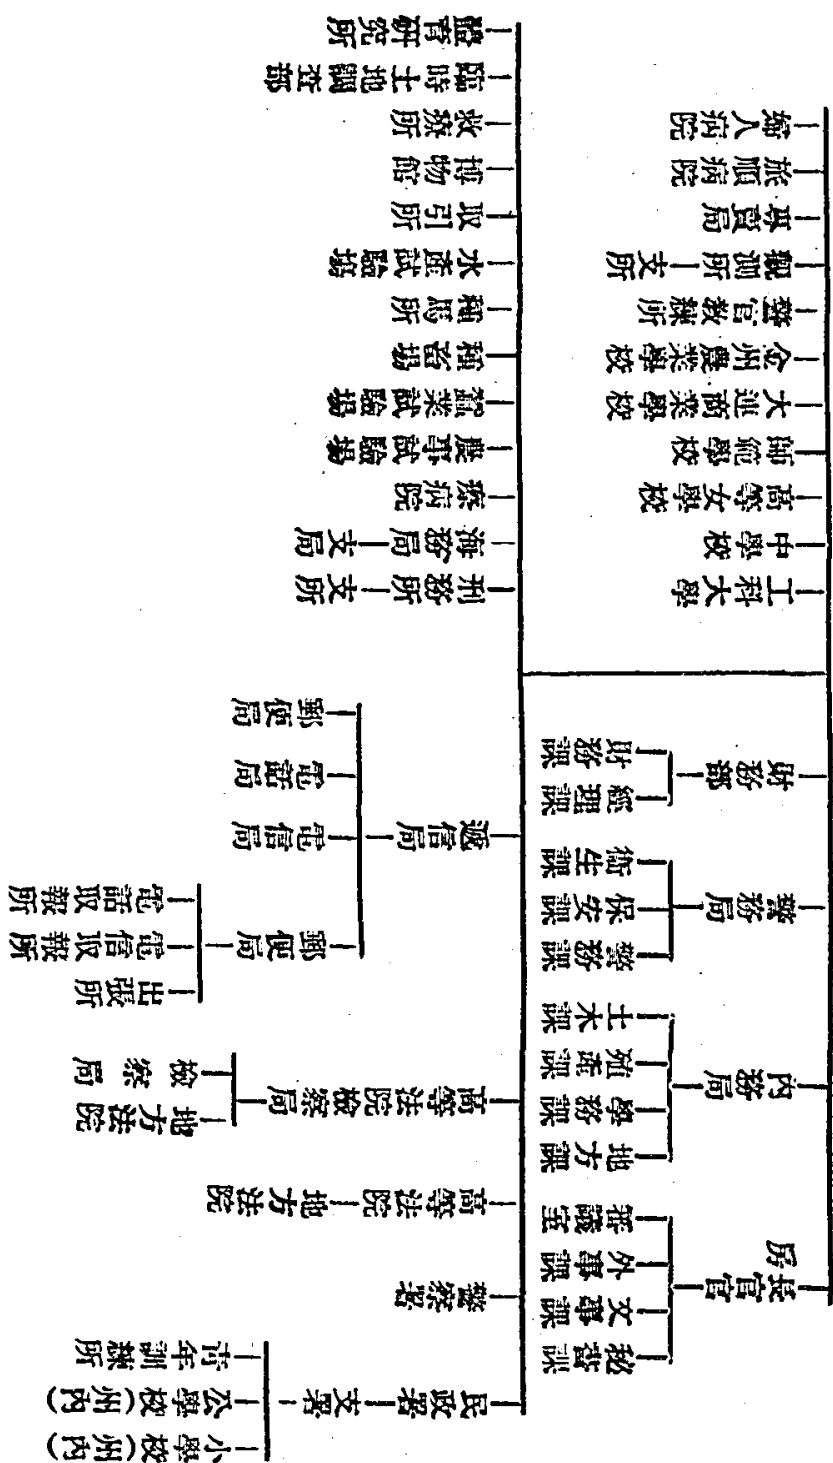 長官官房
秘書課
文書課
外事課
審議室
內務局
地方課
學務課
殖産課
土木課
警務局
警務課
保安課
衛生課
財務部
經理課
財務課
工科大學
中學校
高等女學校
師範學校
大連商業學校
金州農業學校
警官教練所
觀測所—支所
專賣局
旅順病院
婦人病院
民政署—支署
小學校(州內)
公學校(州內)
青年訓練所
警察署
高等法院—地方法院
高等法院檢察局
地方法院
檢察局
遞信局
郵便局
出張所
電信取報所
電話取報所
電信局
電話局
郵便局
刑務所—支所
海務局—支局
療病院
農事試驗場
蠶業試驗場
種畜場
種馬所
水産試驗場
取引所
博物館
救療所
臨時土地調査部
體育研究所